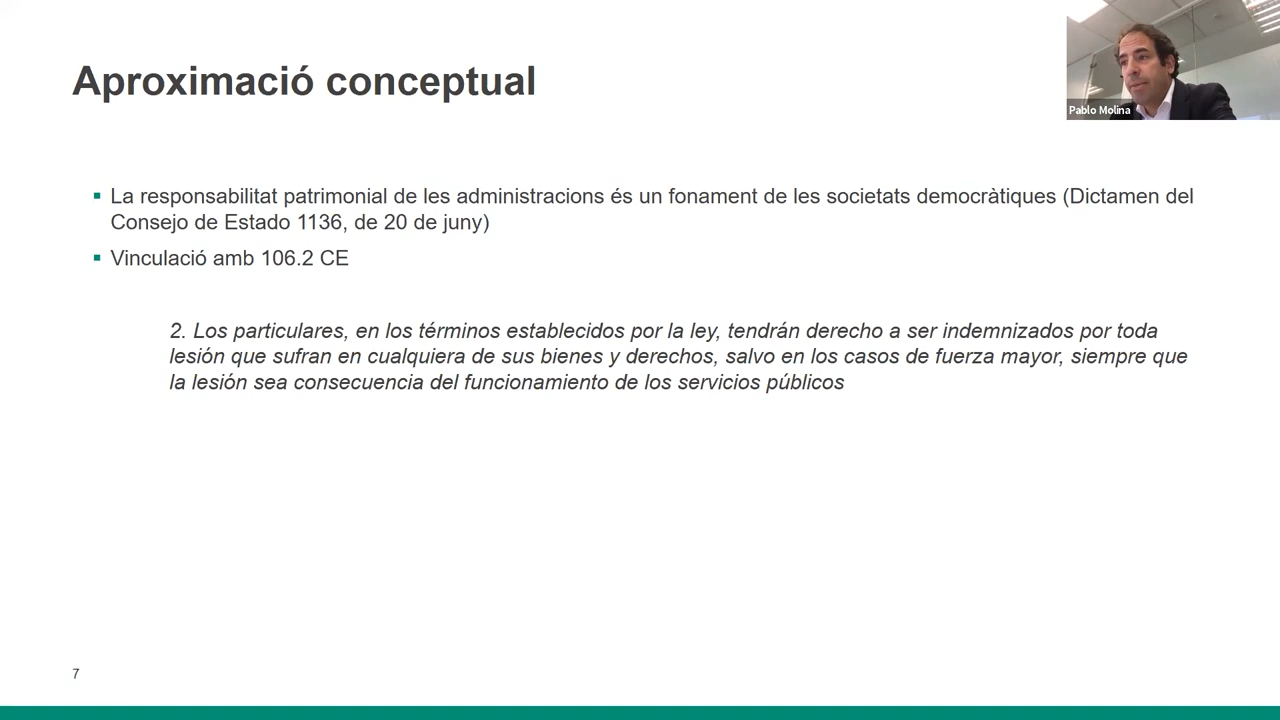 Aproximació conceptual
Pablo Molina
La responsabilitat patrimonial de les administracions és un fonament de les societats democràtiques (Dictamen del
Consejo de Estado 1136, de 20 de juny)
Vinculació amb 106.2 CE
2. Los particulares, en los términos establecidos por la ley, tendrán derecho a ser indemnizados por toda
lesión que sufran en cualquiera de sus bienes y derechos, salvo en los casos de fuerza mayor, siempre que
la lesión sea consecuencia del funcionamiento de los servicios públicos
7